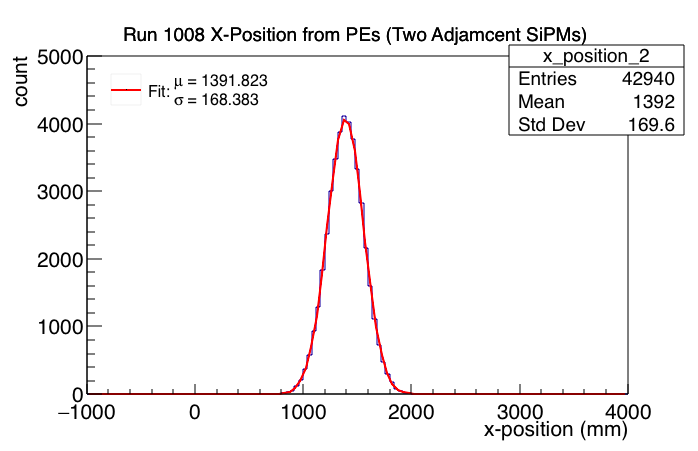 Run 1008 X-Position from PEs (Two Adjamcent SiPMs)
x_position_2
Entries 42940
Mean 1392
Std Dev 169.6
Fit: μ = 1391.823
σ = 168.383
count
5000
4000
3000
2000
1000
0
−1000 0 1000 2000 3000 4000
x-position (mm)